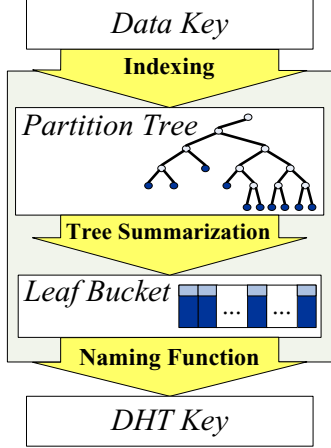 Data Key
Indexing
Partition Tree
Tree Summarization
Leaf Bucket
... ...
Naming Function
DHT Key